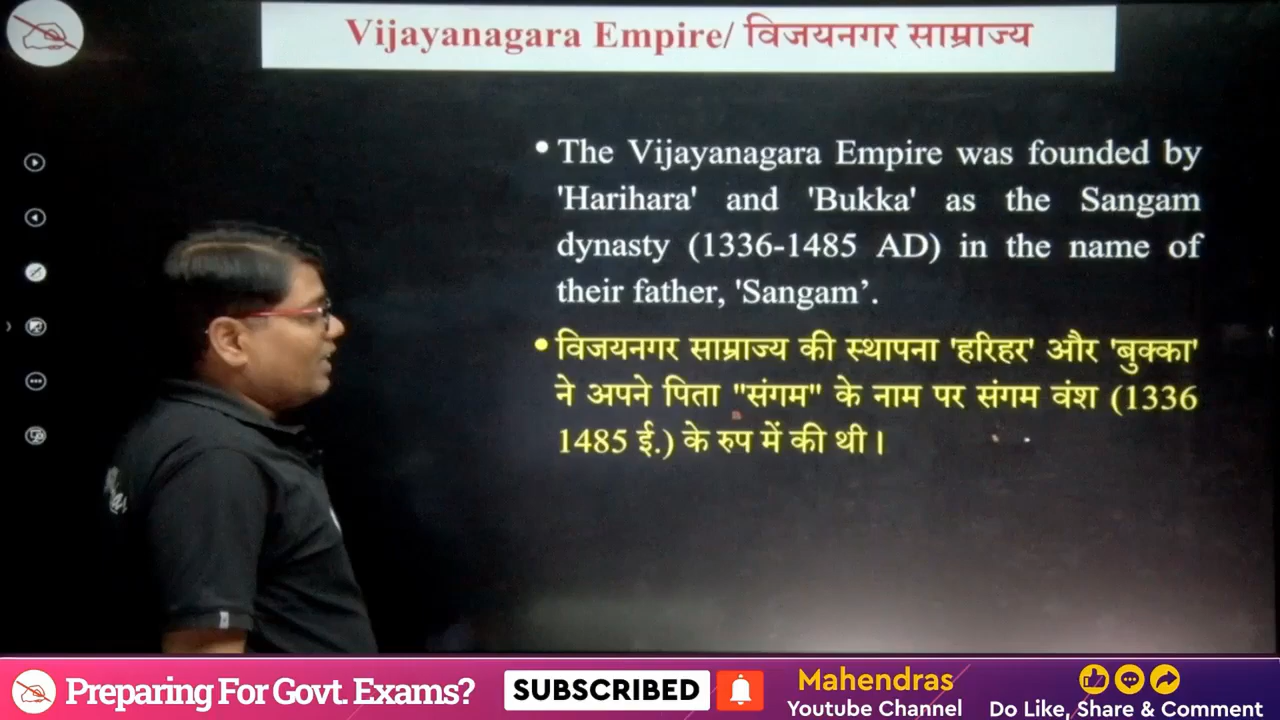 Vijayanagara Empire/ विजयनगर साम्राज्य
• The Vijayanagara Empire was founded by
'Harihara' and 'Bukka' as the Sangam
dynasty (1336-1485 AD) in the name of
their father, 'Sangam’.
• विजयनगर साम्राज्य की स्थापना 'हरिहर' और 'बुक्का'
ने अपने पिता "संगम" के नाम पर संगम वंश (1336
1485 ई.) के रुप में की थी।
Preparing For Govt. Exams?
SUBSCRIBED
Mahendras
Youtube Channel
Do Like, Share & Comment